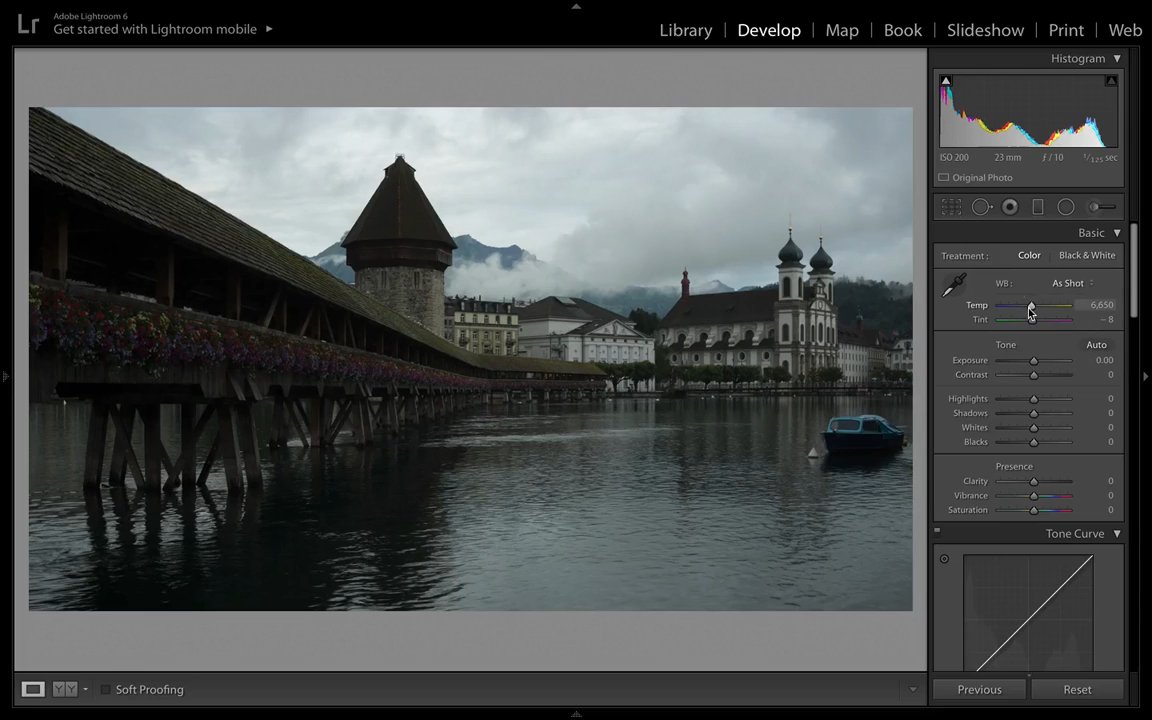 Lr
Adobe Lightroom 6
Get started with Lightroom mobile
Library | Develop | Map | Book | Slideshow | Print | Web
Histogram
ISO 200 23 mm ƒ / 10 1/125 sec
Original Photo
Basic
Treatment : Color Black & White
WB : As Shot
Temp 6,650
Tint – 8
Tone Auto
Exposure 0.00
Contrast 0
Highlights 0
Shadows 0
Whites 0
Blacks 0
Presence
Clarity 0
Vibrance 0
Saturation 0
Tone Curve
YY Soft Proofing
Previous Reset